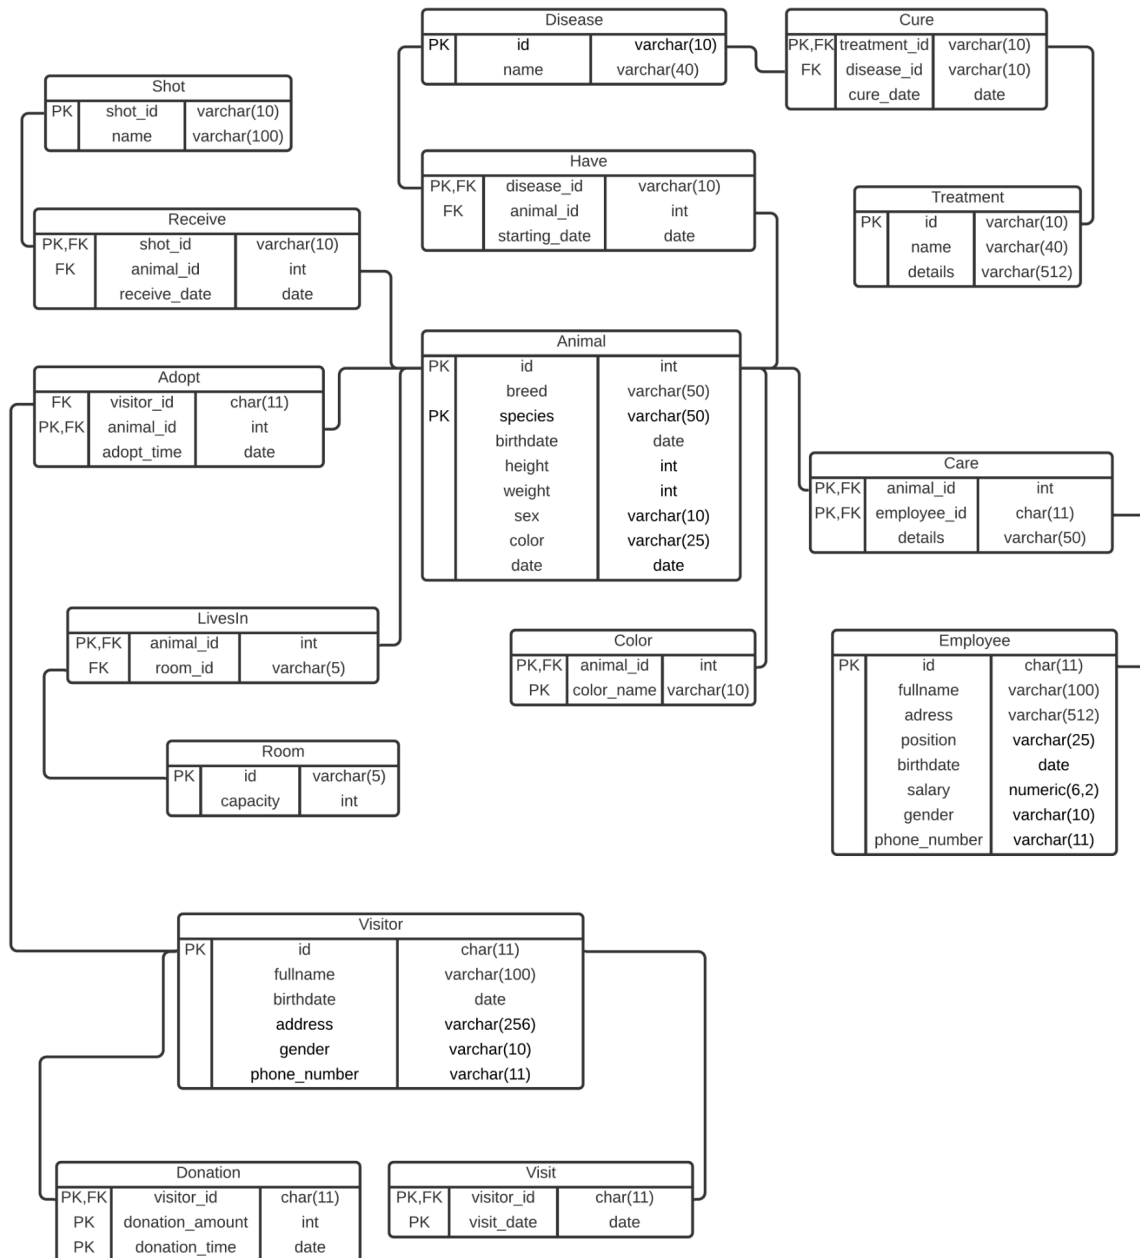 Disease
PK id varchar(10)
name varchar(40)
Cure
PK,FK treatment_id varchar(10)
FK disease_id varchar(10)
cure_date date
Shot
PK shot_id varchar(10)
name varchar(100)
Have
PK,FK disease_id varchar(10)
FK animal_id int
starting_date date
Treatment
PK id varchar(10)
name varchar(40)
details varchar(512)
Receive
PK,FK shot_id varchar(10)
FK animal_id int
receive_date date
Animal
PK id int
breed varchar(50)
PK species varchar(50)
birthdate date
height int
weight int
sex varchar(10)
color varchar(25)
date date
Adopt
FK visitor_id char(11)
PK,FK animal_id int
adopt_time date
Care
PK,FK animal_id int
PK,FK employee_id char(11)
details varchar(50)
LivesIn
PK,FK animal_id int
FK room_id varchar(5)
Color
PK,FK animal_id int
PK color_name varchar(10)
Employee
PK id char(11)
fullname varchar(100)
adress varchar(512)
position varchar(25)
birthdate date
salary numeric(6,2)
gender varchar(10)
phone_number varchar(11)
Room
PK id varchar(5)
capacity int
Visitor
PK id char(11)
fullname varchar(100)
birthdate date
address varchar(256)
gender varchar(10)
phone_number varchar(11)
Donation
PK,FK visitor_id char(11)
PK donation_amount int
PK donation_time date
Visit
PK,FK visitor_id char(11)
PK visit_date date